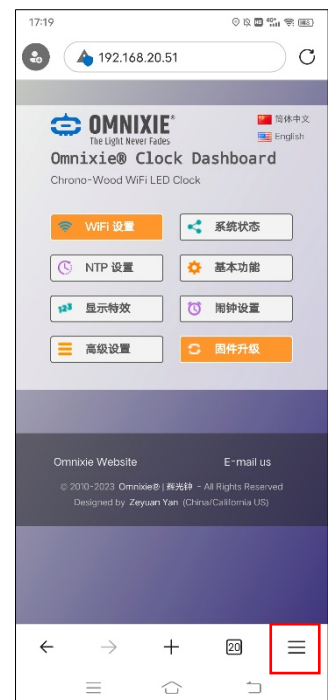 17:19
HD 4G
192.168.20.51
OMNIXIE®
The Light Never Fades
简体中文
English
Omnixie® Clock Dashboard
Chrono-Wood WiFi LED Clock
WiFi 设置
系统状态
NTP 设置
基本功能
123 显示特效
闹钟设置
高级设置
固件升级
Omnixie Website
E-mail us
© 2010-2023 Omnixie® | 辉光钟 - All Rights Reserved
Designed by Zeyuan Yan (China/California US)
20